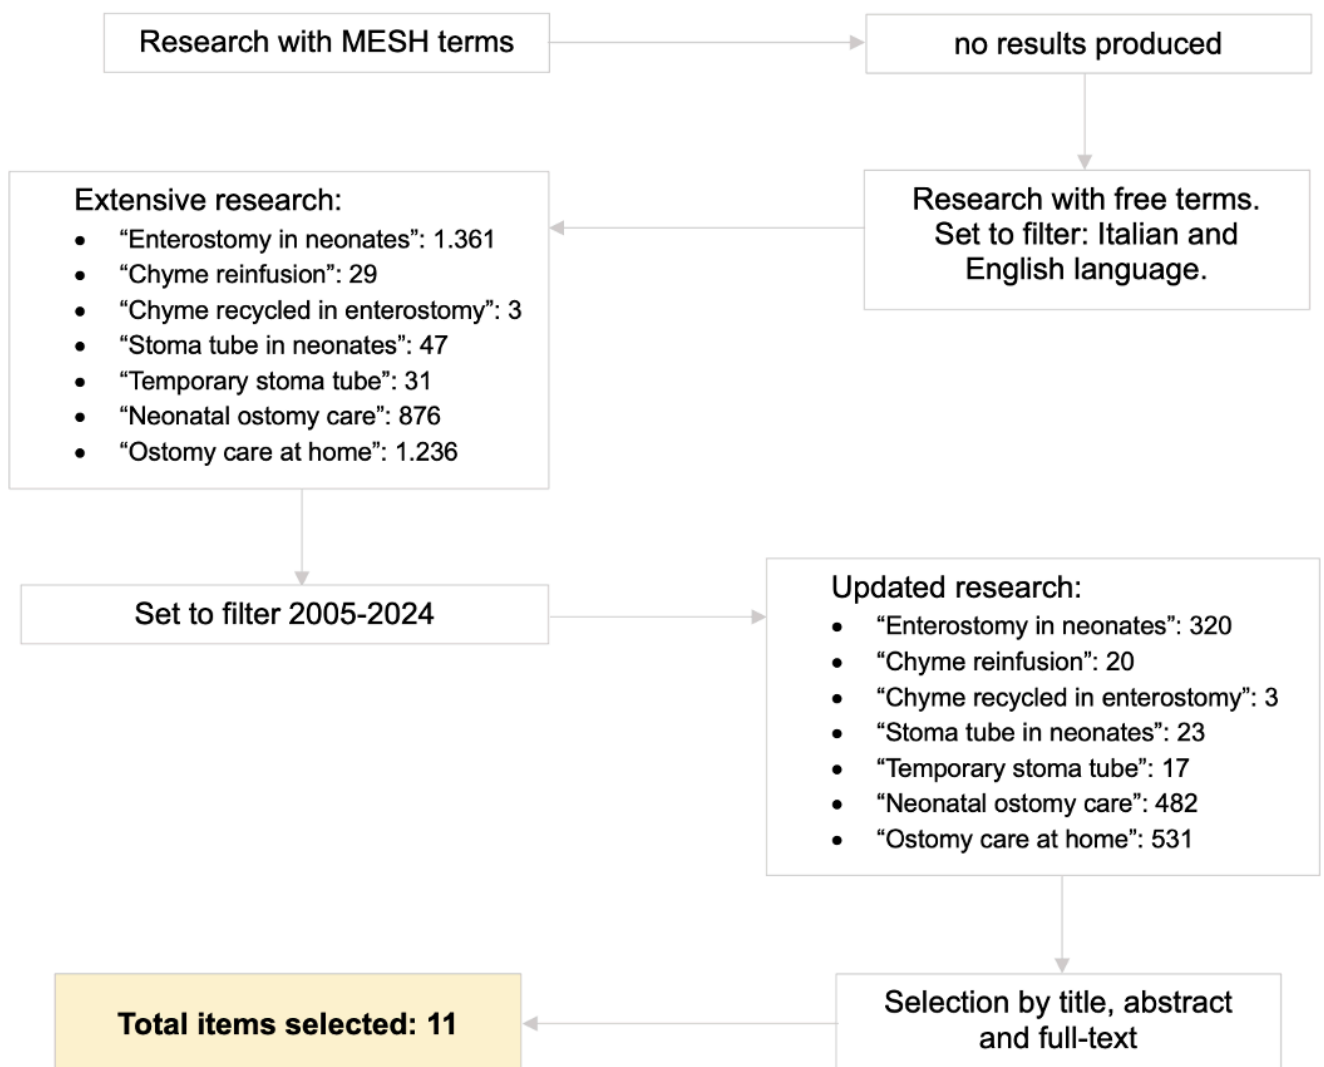 Research with MESH terms
no results produced
Research with free terms.
Set to filter: Italian and
English language.
Extensive research:
• “Enterostomy in neonates”: 1.361
• “Chyme reinfusion”: 29
• “Chyme recycled in enterostomy”: 3
• “Stoma tube in neonates”: 47
• “Temporary stoma tube”: 31
• “Neonatal ostomy care”: 876
• “Ostomy care at home”: 1.236
Set to filter 2005-2024
Updated research:
• “Enterostomy in neonates”: 320
• “Chyme reinfusion”: 20
• “Chyme recycled in enterostomy”: 3
• “Stoma tube in neonates”: 23
• “Temporary stoma tube”: 17
• “Neonatal ostomy care”: 482
• “Ostomy care at home”: 531
Selection by title, abstract
and full-text
Total items selected: 11